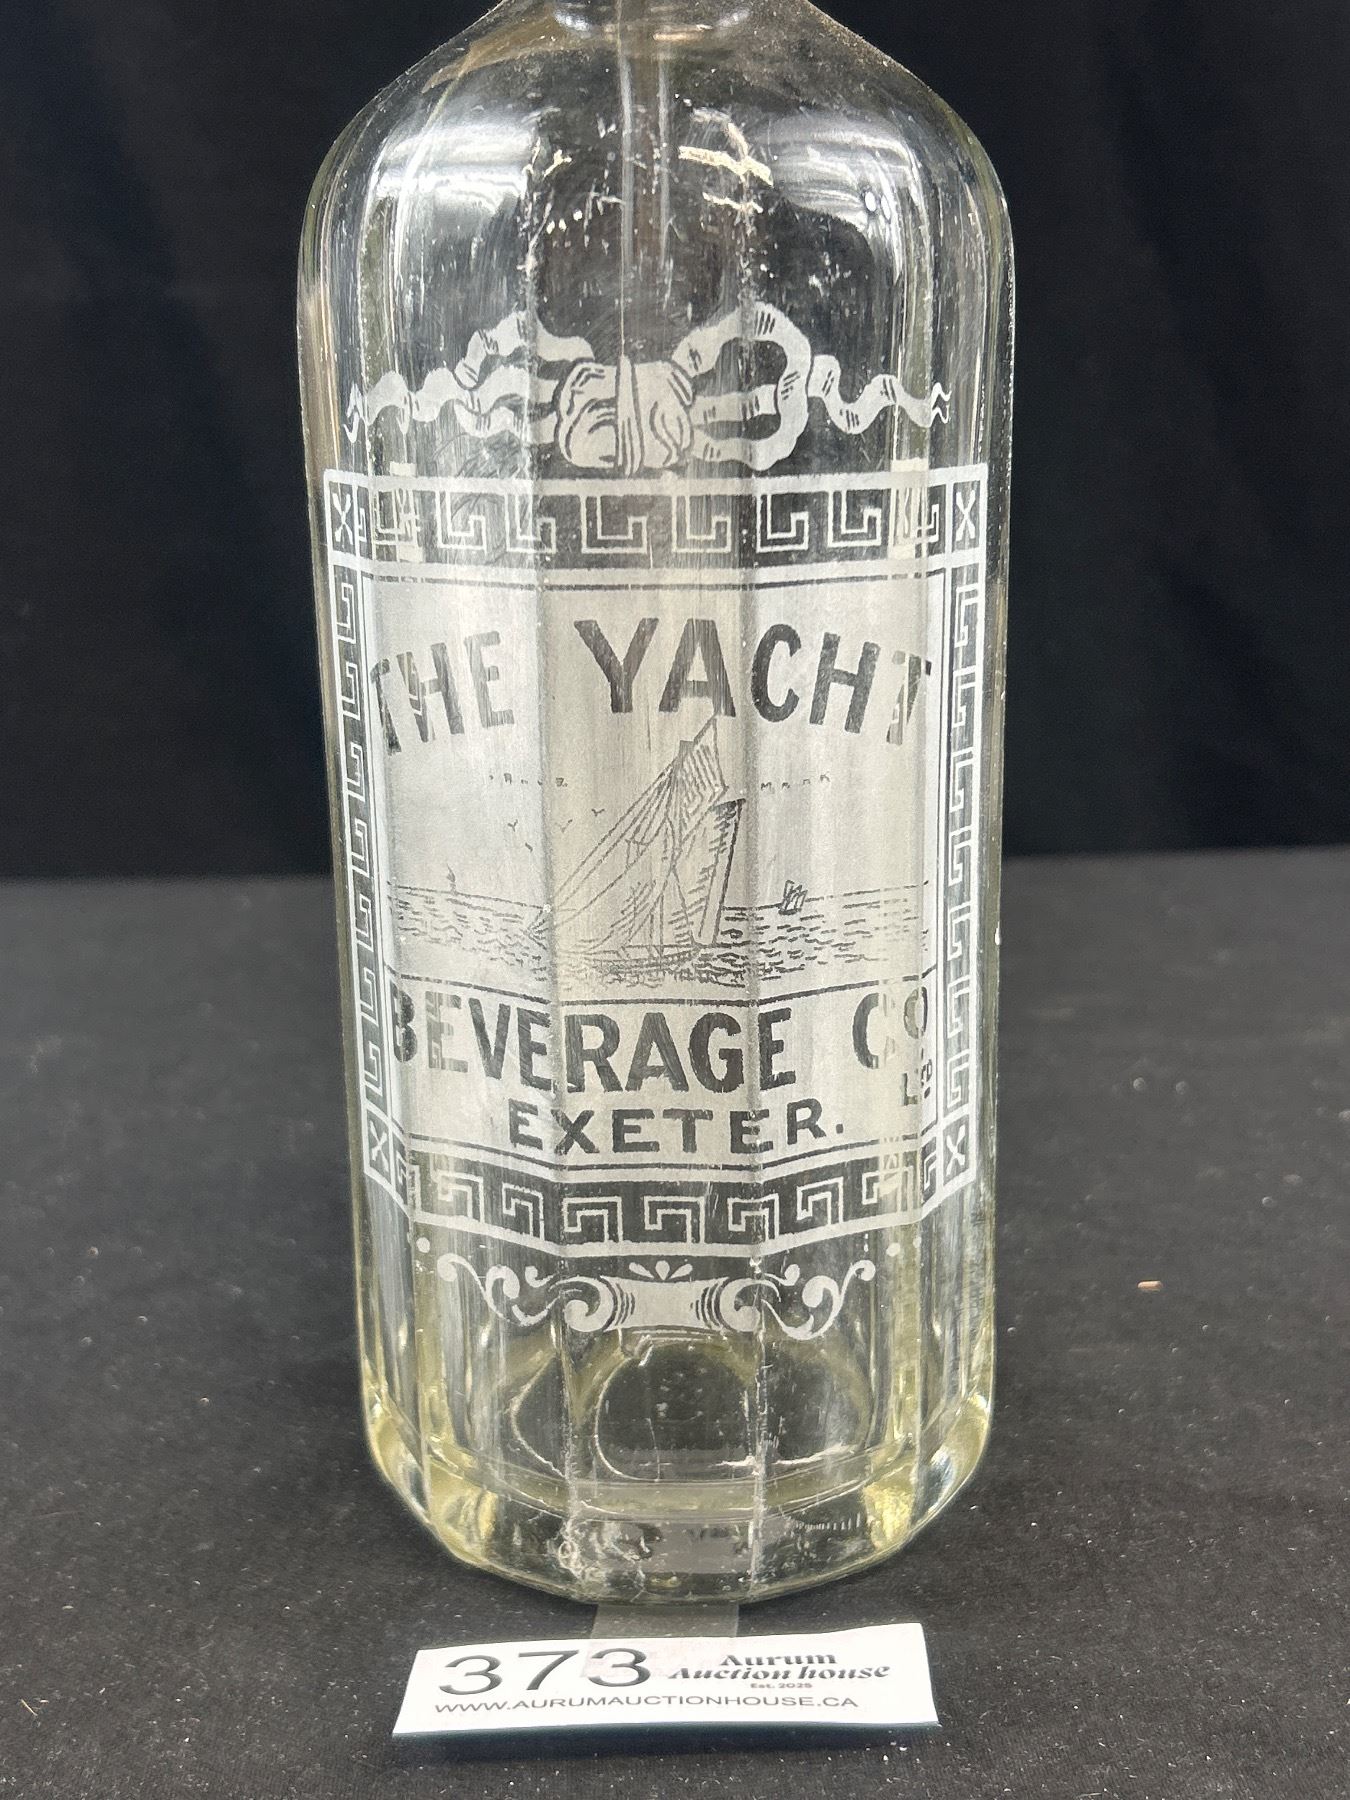 THE YACHT
TRADE MARK
BEVERAGE CO
LTD
EXETER.
373 Aurum
Auction house
Est. 2025
WWW.AURUMAUCTIONHOUSE.CA